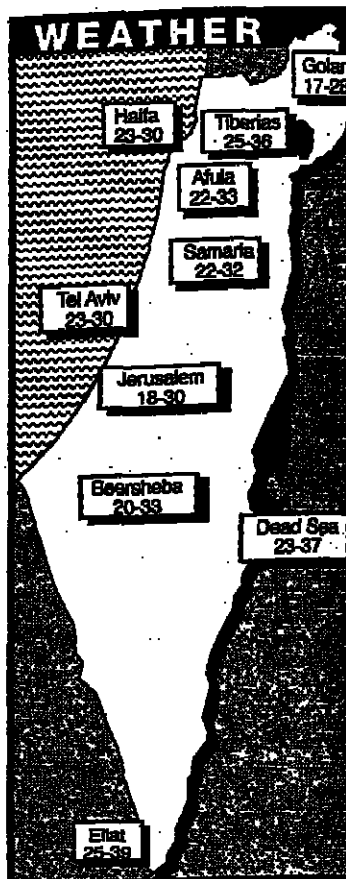 WEATHER
Golan
17-28
Haifa
23-30
Tiberias
25-36
Afula
22-33
Samaria
22-32
Tel Aviv
23-30
Jerusalem
18-30
Beersheba
20-33
Dead Sea
23-37
Eilat
25-39